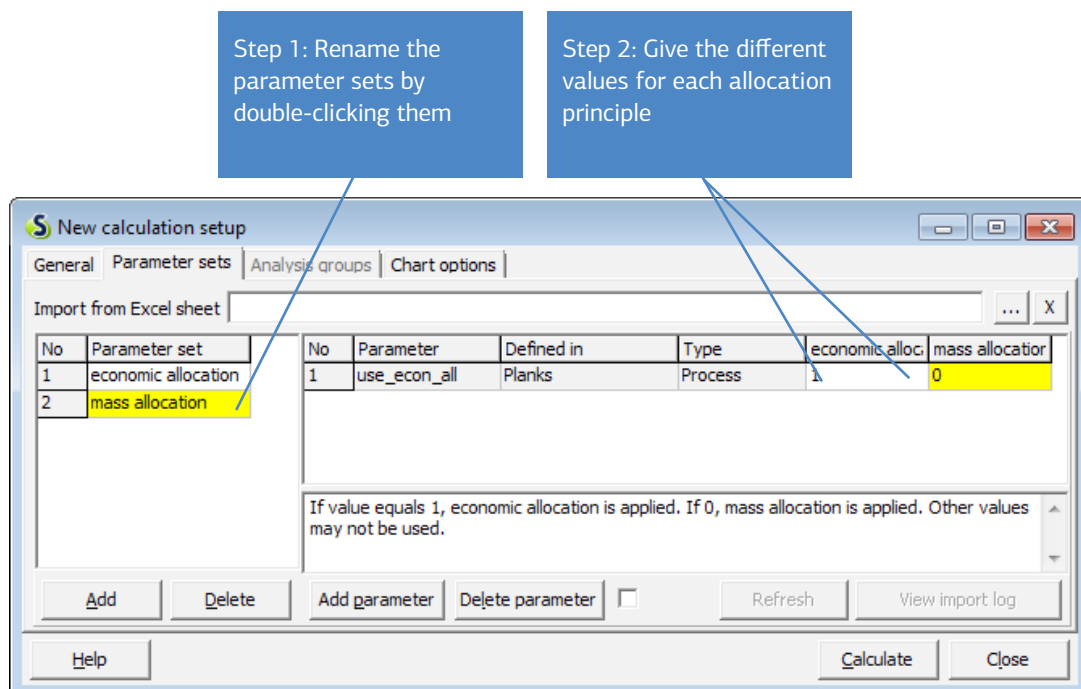 Step 1: Rename the
parameter sets by
double-clicking them
Step 2: Give the different
values for each allocation
principle
New calculation setup
General Parameter sets Analysis groups Chart options
Import from Excel sheet ... X
No Parameter set
1 economic allocation
2 mass allocation
No Parameter Defined in Type economic alloca mass allocation
1 use_econ_all Planks Process 1 0
If value equals 1, economic allocation is applied. If 0, mass allocation is applied. Other values
may not be used.
Add Delete Add parameter Delete parameter Refresh View import log
Help Calculate Close